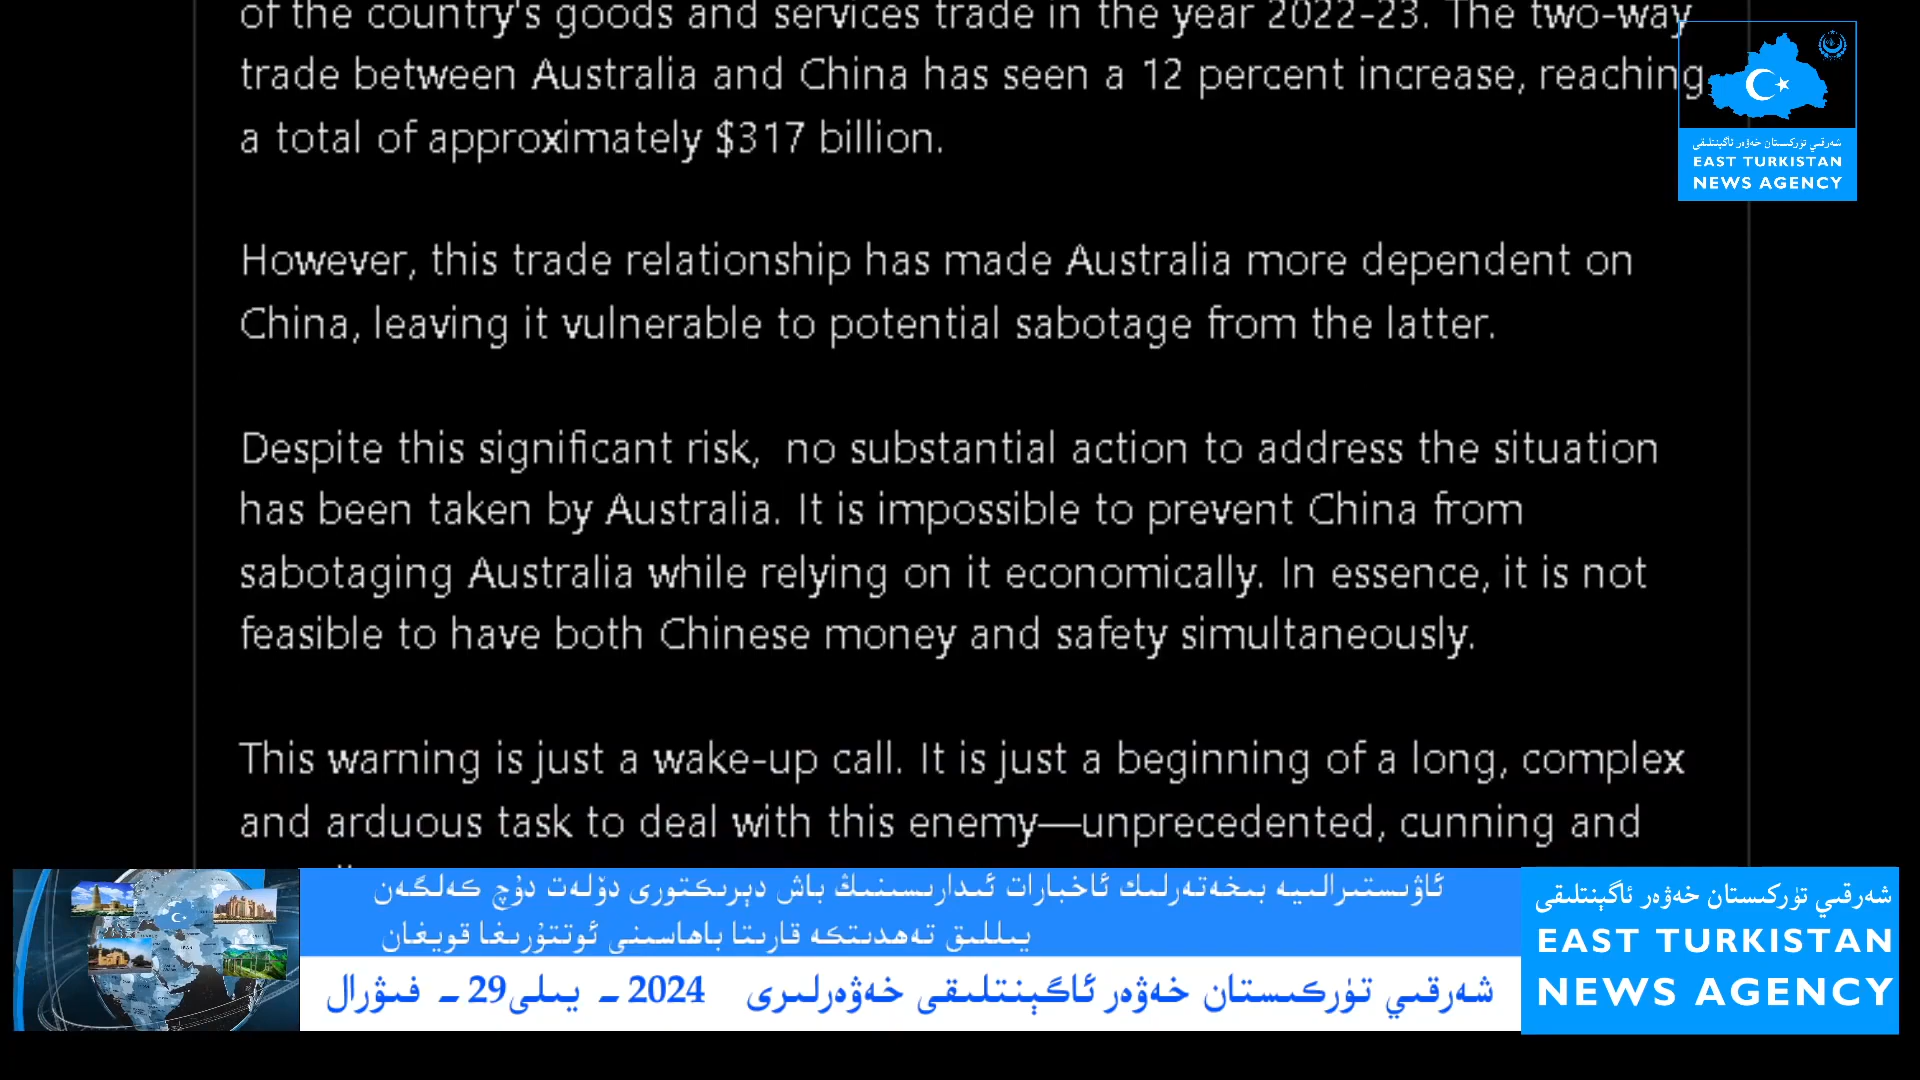 of the country's goods and services trade in the year 2022-23. The two-way
trade between Australia and China has seen a 12 percent increase, reaching
a total of approximately $317 billion.
However, this trade relationship has made Australia more dependent on
China, leaving it vulnerable to potential sabotage from the latter.
Despite this significant risk,  no substantial action to address the situation
has been taken by Australia. It is impossible to prevent China from
sabotaging Australia while relying on it economically. In essence, it is not
feasible to have both Chinese money and safety simultaneously.
This warning is just a wake-up call. It is just a beginning of a long, complex
and arduous task to deal with this enemy—unprecedented, cunning and
شەرقىي تۈركىستان خەۋەر ئاگېنتلىقى
EAST TURKISTAN
NEWS AGENCY
ئاۋىستىرالىيە بىخەتەرلىك ئاخبارات ئىدارىسىنىڭ باش دېرىكتورى دۆلەت دۇچ كەلگەن
يىللىق تەھدىتكە قارىتا باھاسىنى ئوتتۇرىغا قويغان
شەرقىي تۈركىستان خەۋەر ئاگېنتلىقى خەۋەرلىرى 2024 ـ يىلى29 ـ فىۋرال
شەرقىي تۈركىستان خەۋەر ئاگېنتلىقى
EAST TURKISTAN
NEWS AGENCY